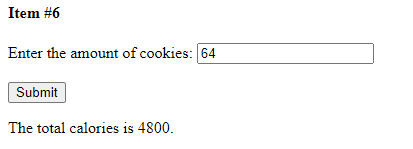 Item #6
Enter the amount of cookies: 64
Submit
The total calories is 4800.